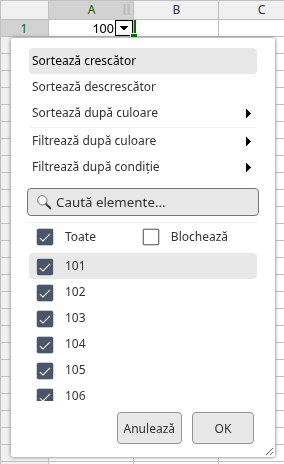 A B C
1 100
Sortează crescător
Sortează descrescător
Sortează după culoare
Filtrează după culoare
Filtrează după condiție
Caută elemente...
Toate Blochează
101
102
103
104
105
106
Anulează OK